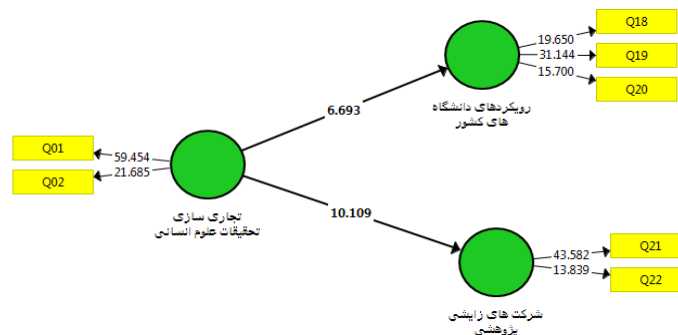 Q18
19.650
31.144
Q19
15.700
Q20
رویکردهای دانشگاه
های کشور
6.693
Q01
59.454
21.685
Q02
تجاری سازی
تحقیقات علوم انسانی
10.109
Q21
43.582
13.839
Q22
شرکت های زایشی
پژوهشی